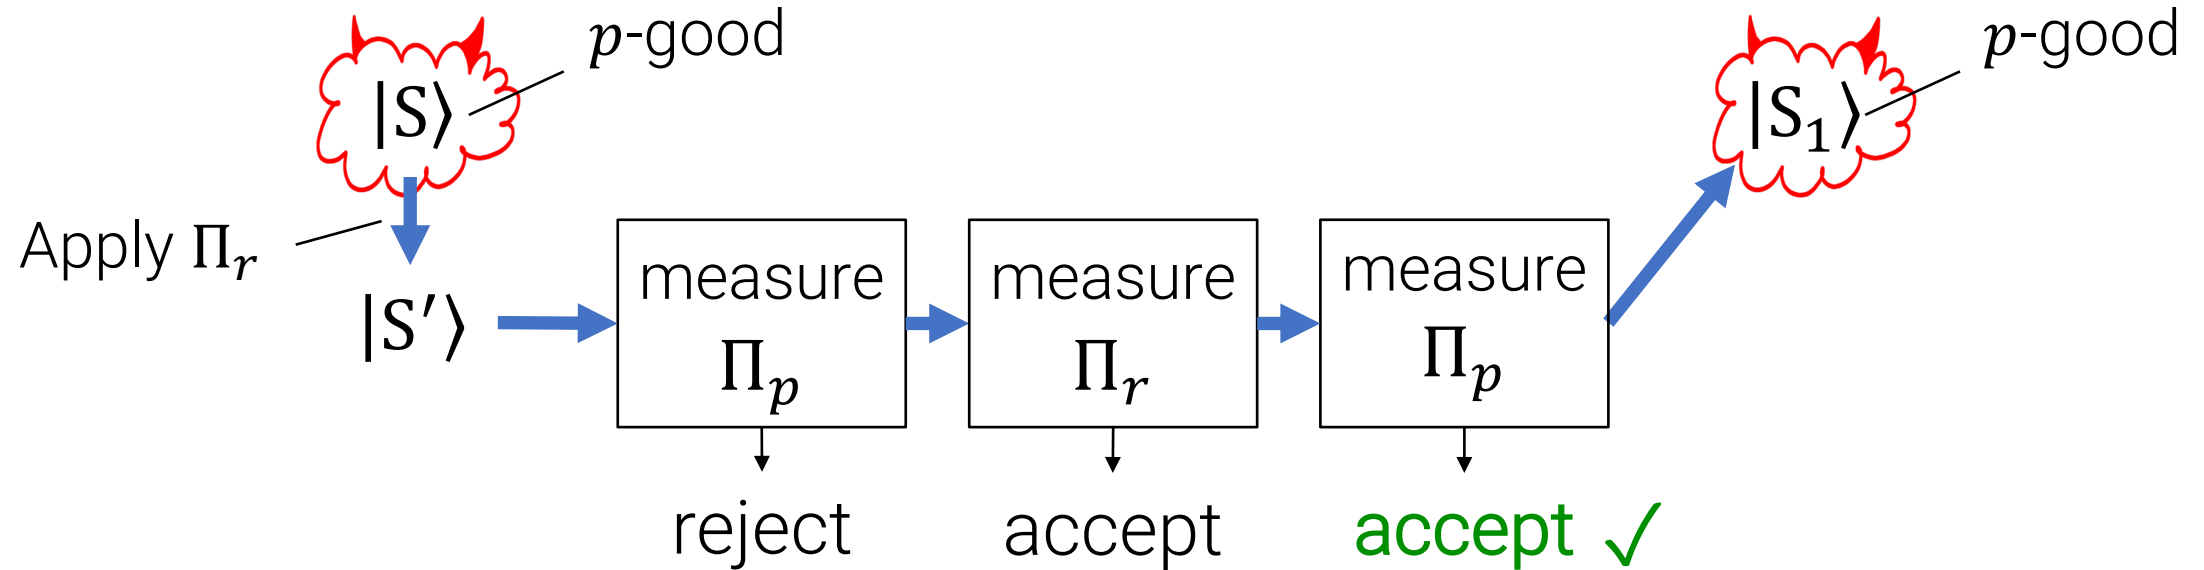 p-good
|S⟩
Apply Π_r
|S′⟩
measure
Π_p
reject
measure
Π_r
accept
measure
Π_p
accept ✓
p-good
|S₁⟩